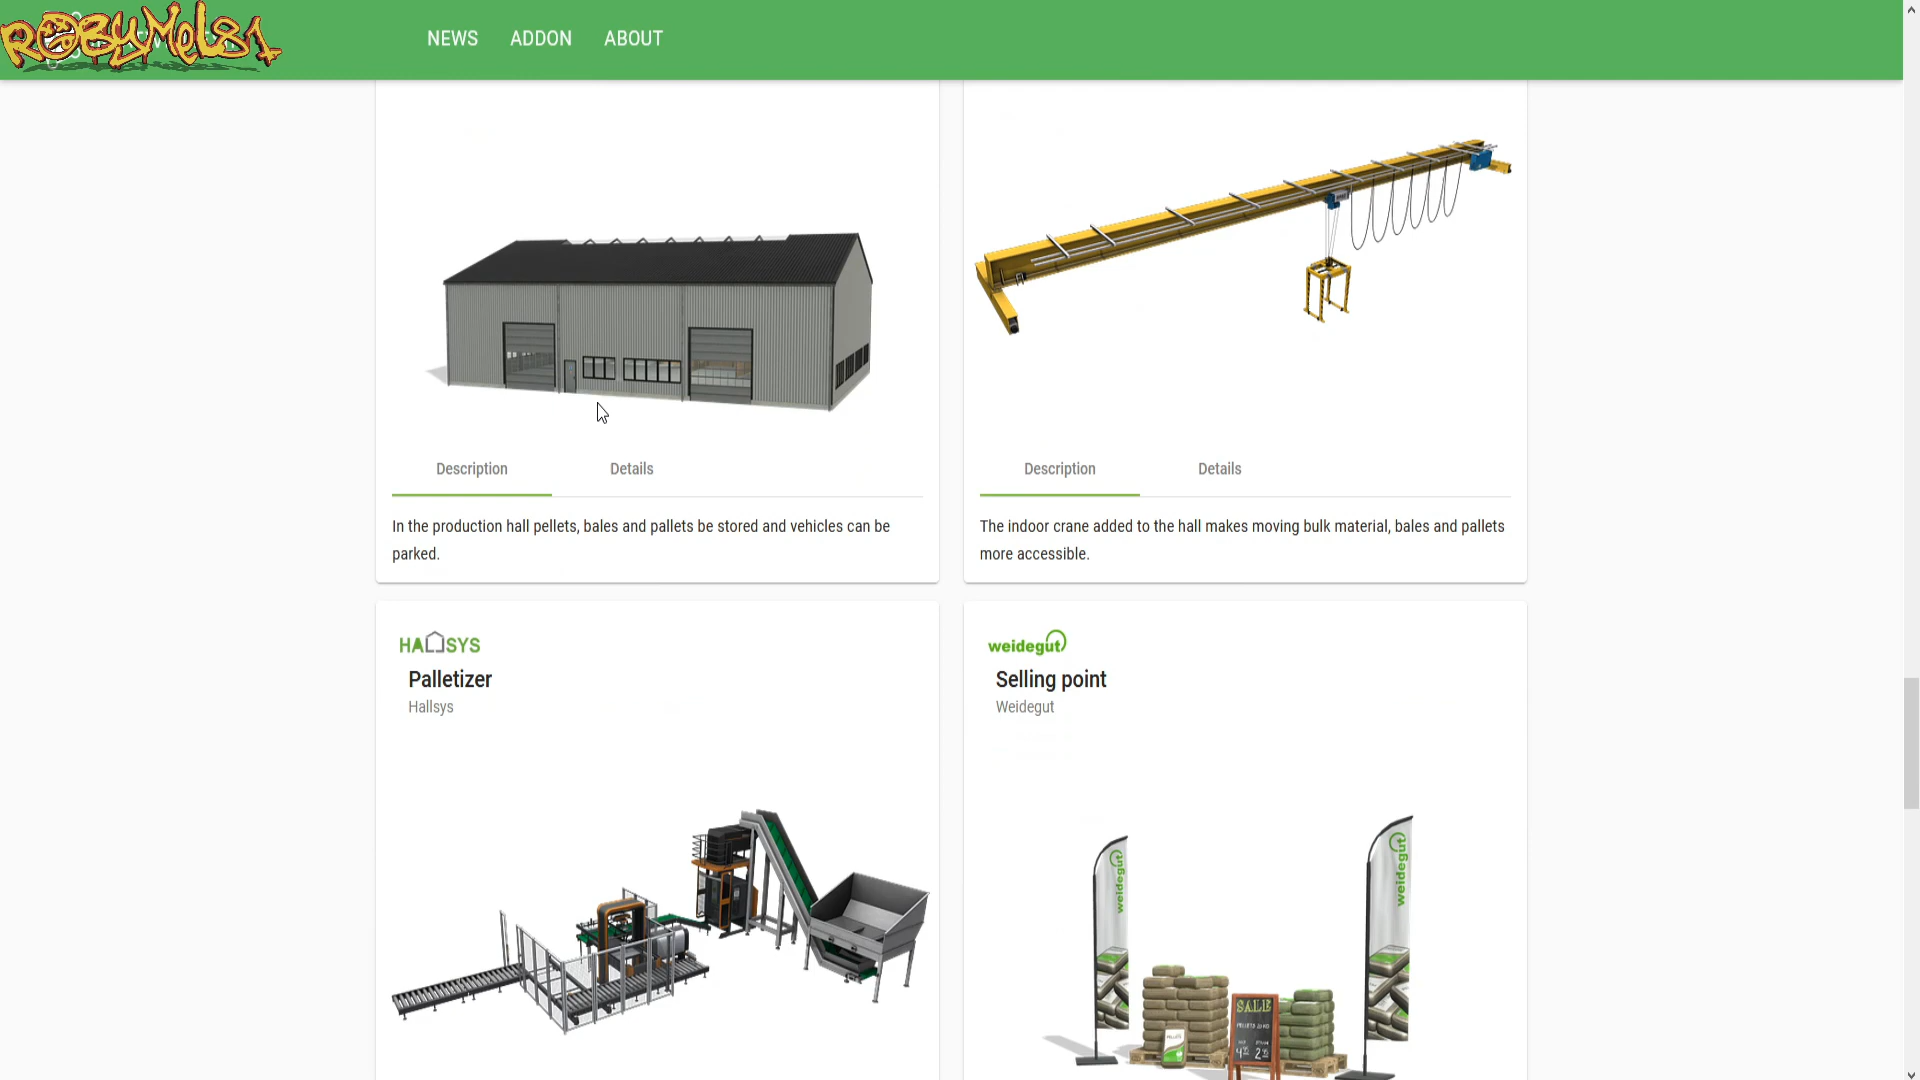 RobyMel81
NEWS ADDON ABOUT
Description Details
In the production hall pellets, bales and pallets be stored and vehicles can be
parked.
Description Details
The indoor crane added to the hall makes moving bulk material, bales and pallets
more accessible.
HALLSYS
Palletizer
Hallsys
weidegut
Selling point
Weidegut
weidegut
weidegut
SALE